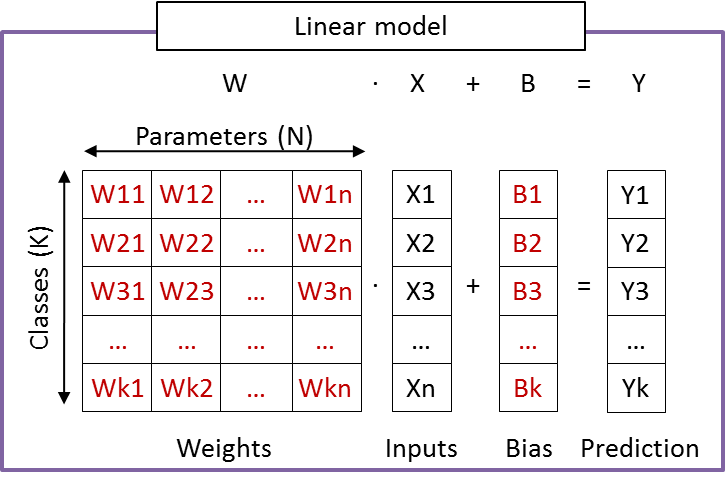 Linear model
W · X + B = Y
Parameters (N)
Classes (K)
W11 W12 ... W1n X1 B1 Y1
W21 W22 ... W2n X2 B2 Y2
W31 W23 ... W3n · X3 + B3 = Y3
... ... ... ... ... ... ...
Wk1 Wk2 ... Wkn Xn Bk Yk
Weights Inputs Bias Prediction